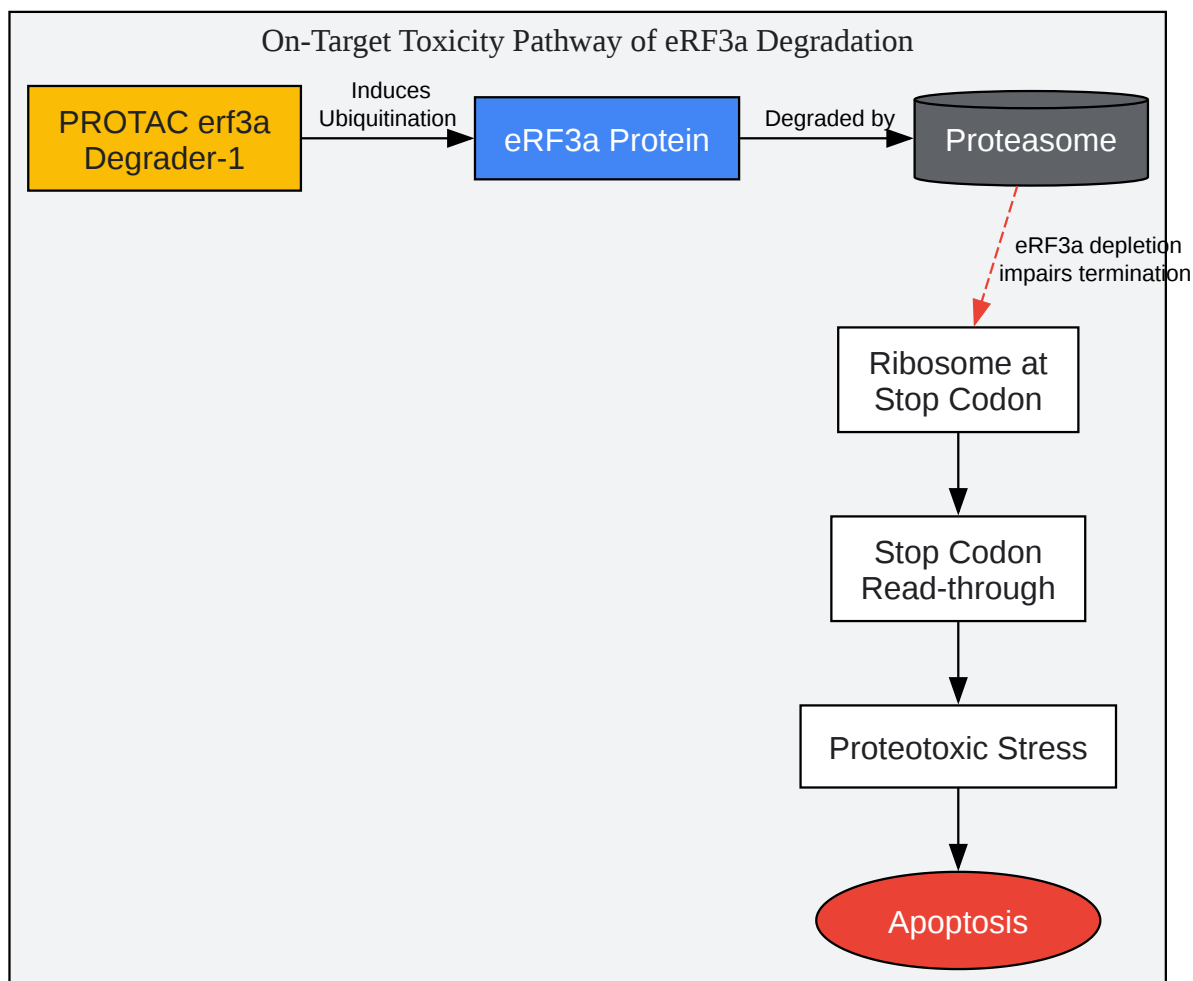 On-Target Toxicity Pathway of eRF3a Degradation
PROTAC erf3a
Degrader-1
Induces
Ubiquitination
eRF3a Protein
Degraded by
Proteasome
eRF3a depletion
impairs termination
Ribosome at
Stop Codon
Stop Codon
Read-through
Proteotoxic Stress
Apoptosis